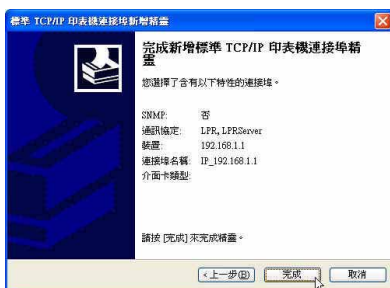 標準 TCP/IP 印表機連接埠新增精靈
完成新增標準 TCP/IP 印表機連接埠精
靈
您選擇了含有以下特性的連接埠。
SNMP: 否
通訊協定: LPR, LPRServer
裝置: 192.168.1.1
連接埠名稱: IP_192.168.1.1
介面卡類型:
請按 [完成] 來完成精靈。
<上一步(B) 完成 取消